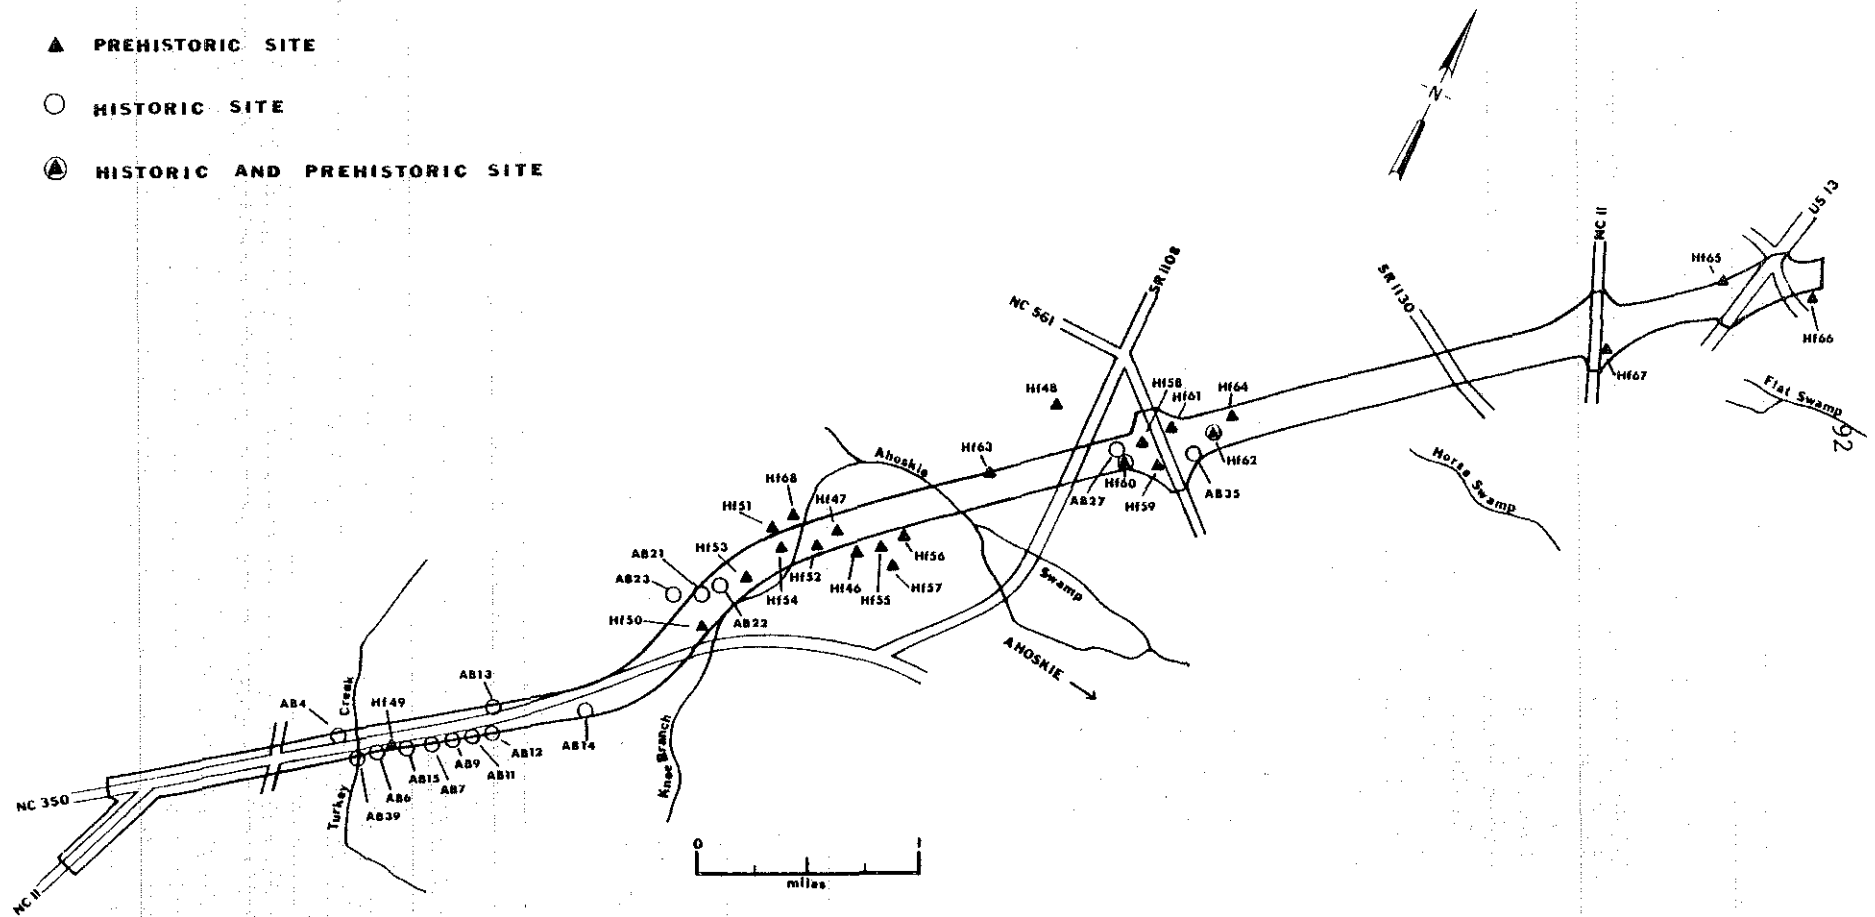 PREHISTORIC SITE
HISTORIC SITE
HISTORIC AND PREHISTORIC SITE
N
US 13
NC 11
SR 1108
SR 1130
NC 561
Hf65
Hf66
Hf67
Flat Swamp
92
Hf48
Hf58
Hf61
Hf64
Hf63
Hf62
Hf60
Hf59
AB27
AB35
Horse Swamp
Ahoskie
Swamp
Hf68
Hf51
Hf47
Hf53
AB21
AB23
Hf52
Hf54
Hf46
Hf55
Hf56
Hf57
Hf50
AB22
AHOSKIE
AB13
AB4
Creek
Hf49
AB14
AB12
AB11
AB9
AB7
AB15
AB6
AB39
Turkey
Knee Branch
NC 350
NC 11
0 1
miles